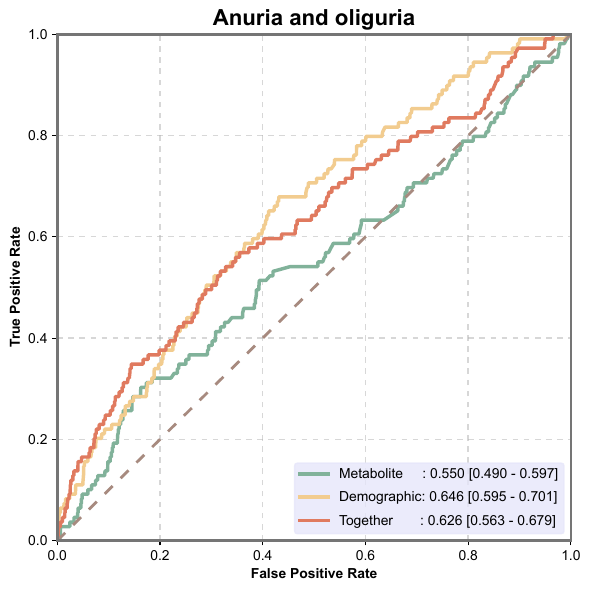 Anuria and oliguria
True Positive Rate
1.0
0.8
0.6
0.4
0.2
0.0
Metabolite : 0.550 [0.490 - 0.597]
Demographic: 0.646 [0.595 - 0.701]
Together : 0.626 [0.563 - 0.679]
0.0 0.2 0.4 0.6 0.8 1.0
False Positive Rate